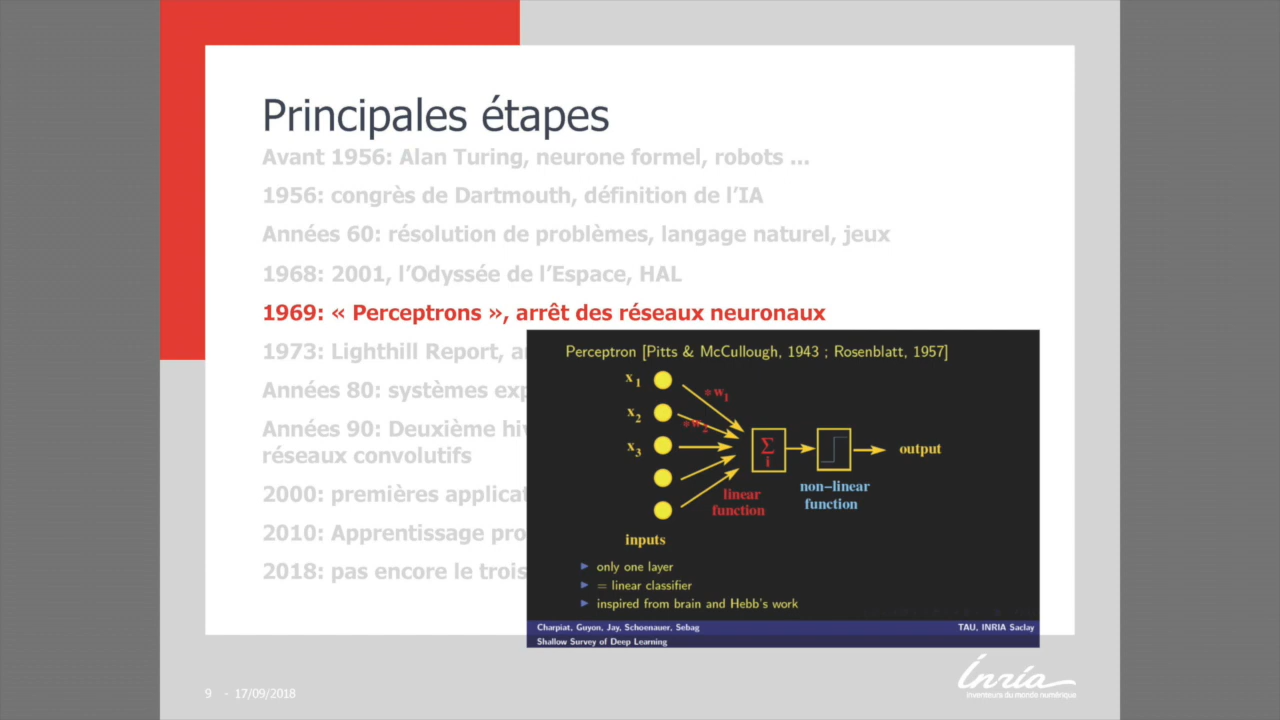 Principales étapes
Avant 1956: Alan Turing, neurone formel, robots ...
1956: congrès de Dartmouth, définition de l'IA
Années 60: résolution de problèmes, langage naturel, jeux
1968: 2001, l'Odyssée de l'Espace, HAL
1969: « Perceptrons », arrêt des réseaux neuronaux
1973: Lighthill Report,
Années 80: systèmes
Années 90: Deuxième
réseaux convolutifs
2000: premières
2010: Apprentissage
2018: pas encore le
Perceptron [Pitts & McCullough, 1943 ; Rosenblatt, 1957]
x1
* w1
x2
* w2
x3
Σ
i
output
linear
function
non-linear
function
inputs
only one layer
= linear classifier
inspired from brain and Hebb's work
Charpiat, Guyon, Jay, Schoenauer, Sebag
TAU, INRIA Saclay
Shallow Survey of Deep Learning
9 - 17/09/2018
Inria
inventeurs du monde numérique